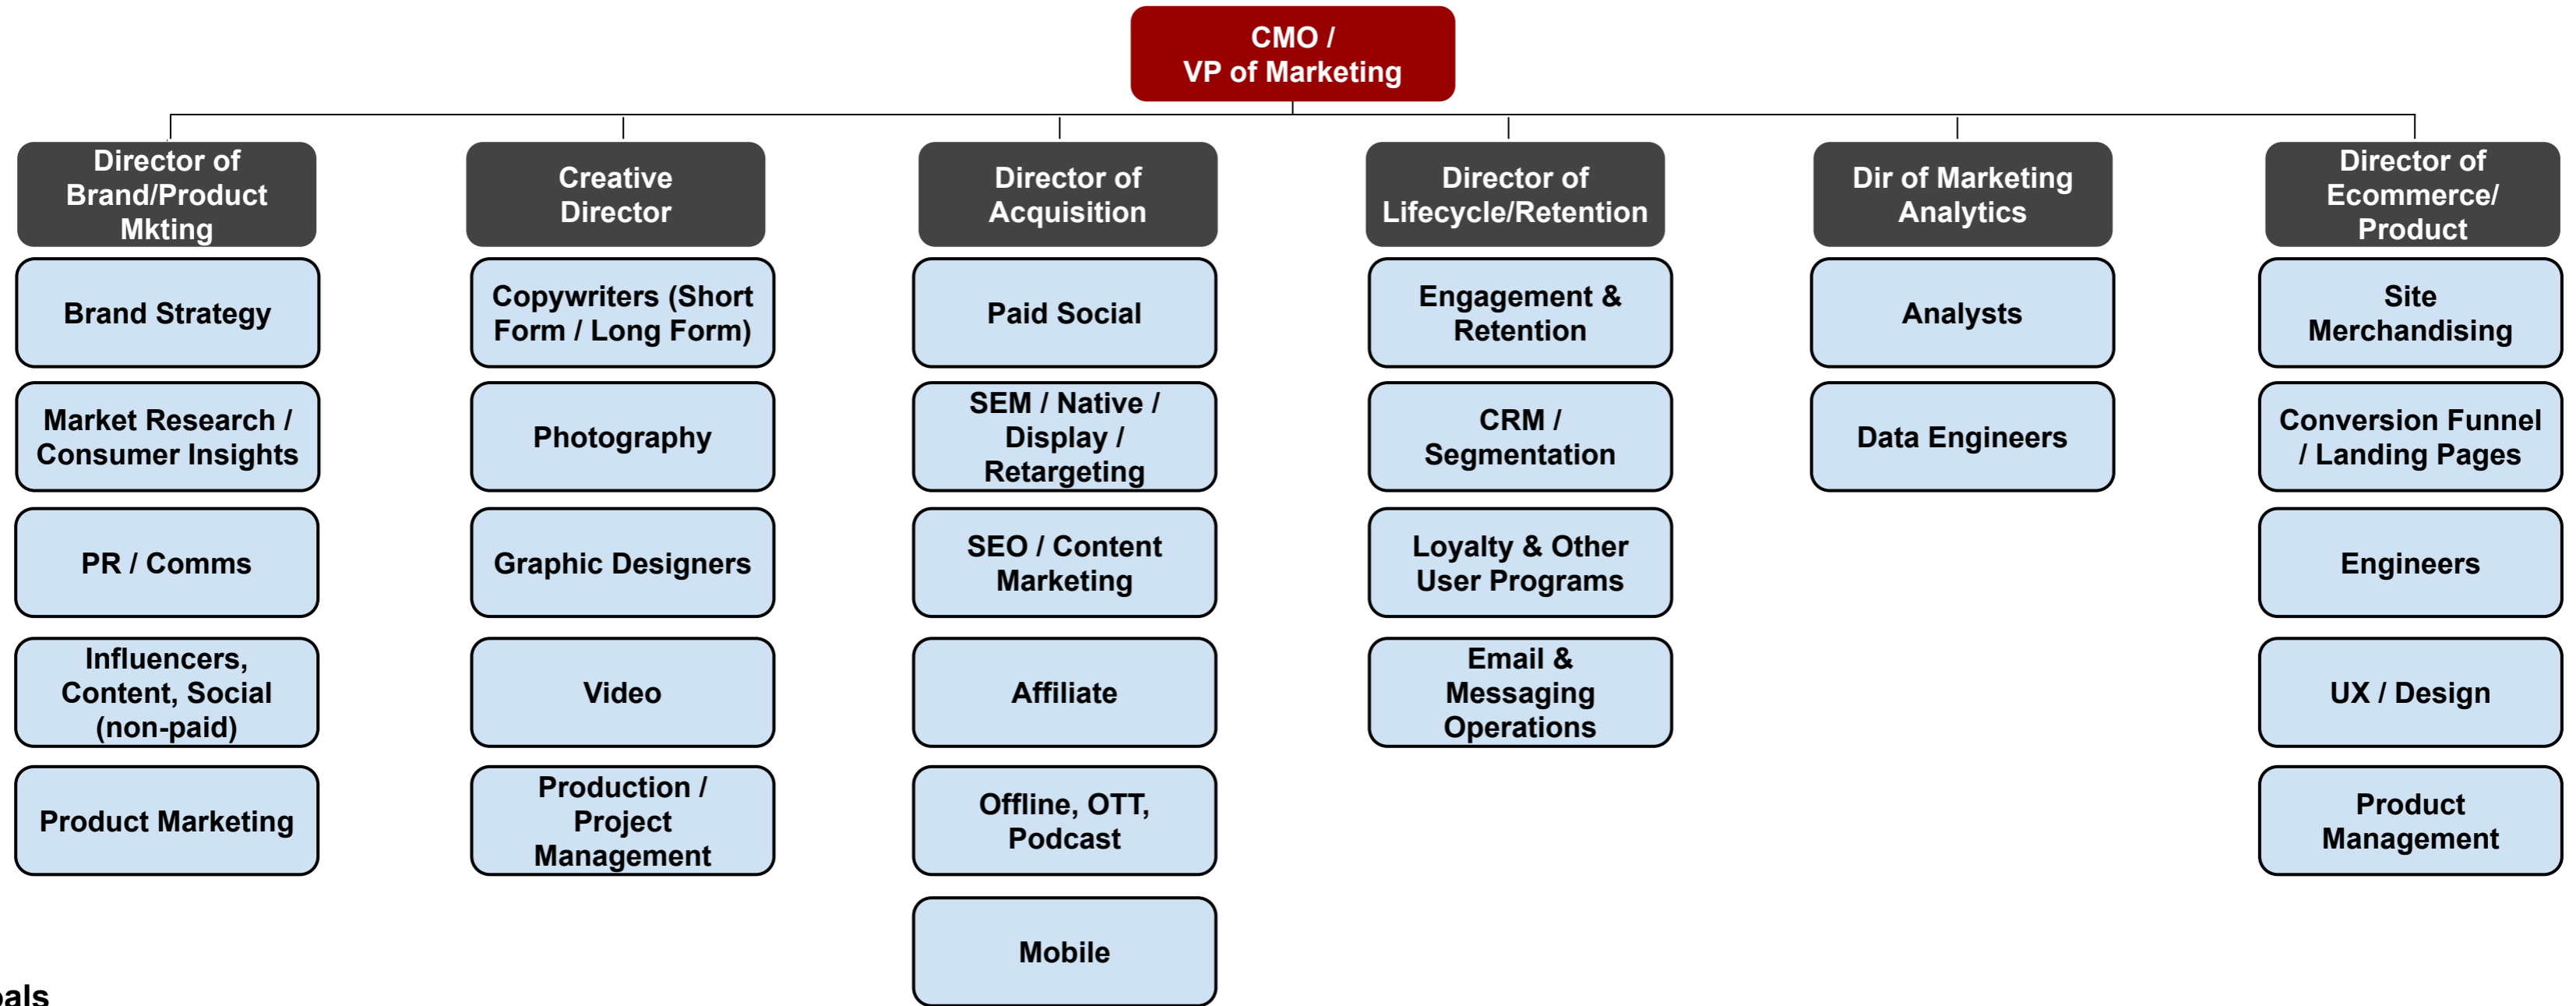 CMO /
VP of Marketing
Director of
Brand/Product
Mkting
Brand Strategy
Market Research /
Consumer Insights
PR / Comms
Influencers,
Content, Social
(non-paid)
Product Marketing
Creative
Director
Copywriters (Short
Form / Long Form)
Photography
Graphic Designers
Video
Production /
Project
Management
Director of
Acquisition
Paid Social
SEM / Native /
Display /
Retargeting
SEO / Content
Marketing
Affiliate
Offline, OTT,
Podcast
Mobile
Director of
Lifecycle/Retention
Engagement &
Retention
CRM /
Segmentation
Loyalty & Other
User Programs
Email &
Messaging
Operations
Dir of Marketing
Analytics
Analysts
Data Engineers
Director of
Ecommerce/
Product
Site
Merchandising
Conversion Funnel
/ Landing Pages
Engineers
UX / Design
Product
Management